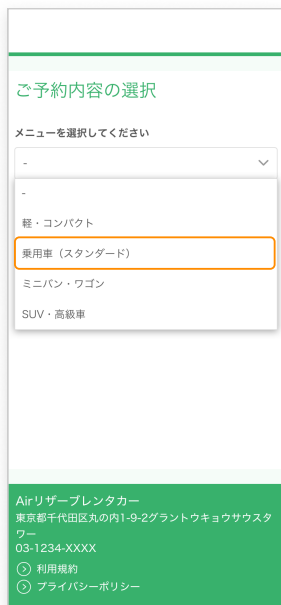 ご予約内容の選択
メニューを選択してください
-
-
軽・コンパクト
乗用車（スタンダード）
ミニバン・ワゴン
SUV・高級車
Airリザーブレンタカー
東京都千代田区丸の内1-9-2グラントウキョウサウスタ
ワー
03-1234-XXXX
利用規約
プライバシーポリシー